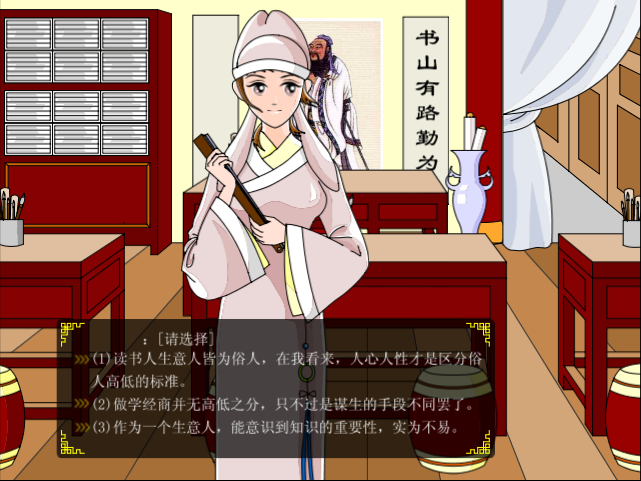 书山有路勤为
：[请选择]
(1)读书人生意人皆为俗人，在我看来，人心人性才是区分俗
人高低的标准。
(2)做学经商并无高低之分，只不过是谋生的手段不同罢了。
(3)作为一个生意人，能意识到知识的重要性，实为不易。